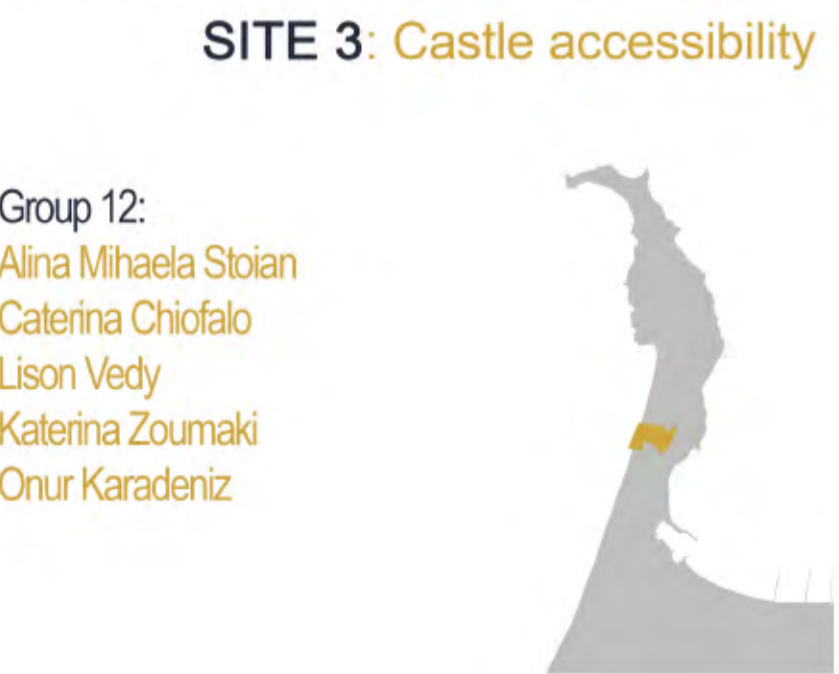 SITE 3: Castle accessibility
Group 12:
Alina Mihaela Stoian
Caterina Chiofalo
Lison Vedy
Katerina Zoumaki
Onur Karadeniz